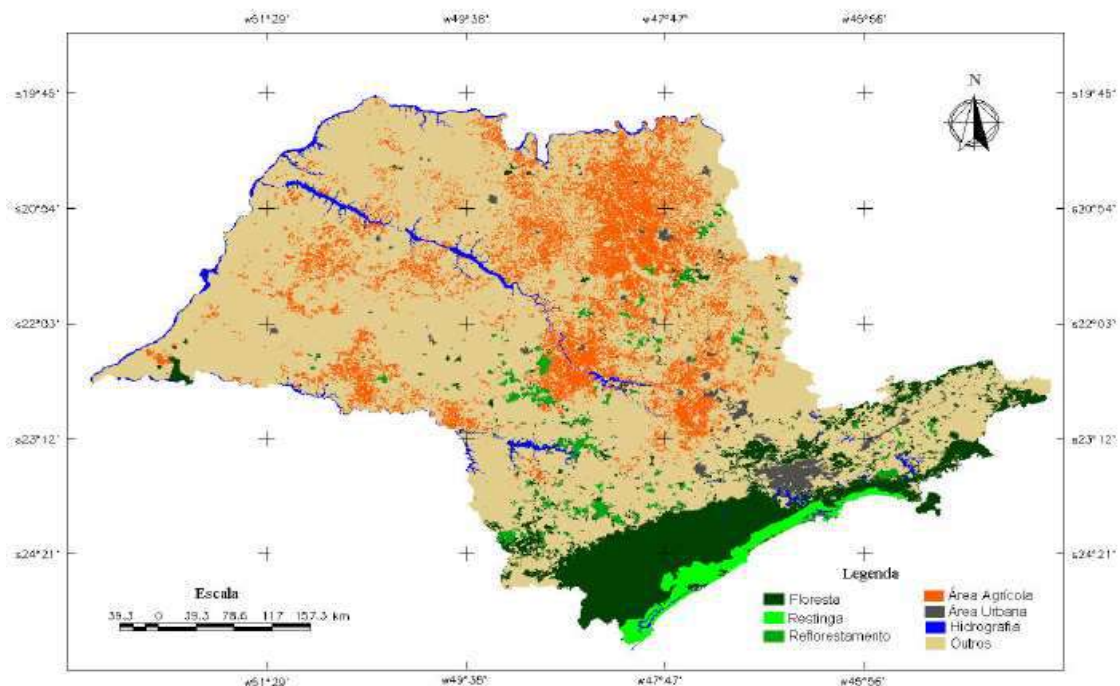 w51°29' w49°38' w47°47' w45°56'
N
s19°45'
s19°45'
s20°54'
s20°54'
s22°03'
s22°03'
s23°12'
s23°12'
s24°21'
s24°21'
Escala
39.3 0 39.3 78.6 117 157.3 km
Legenda
Floresta
Restinga
Reflorestamento
Área Agrícola
Área Urbana
Hidrografia
Outros
w51°29' w49°38' w47°47' w45°56'